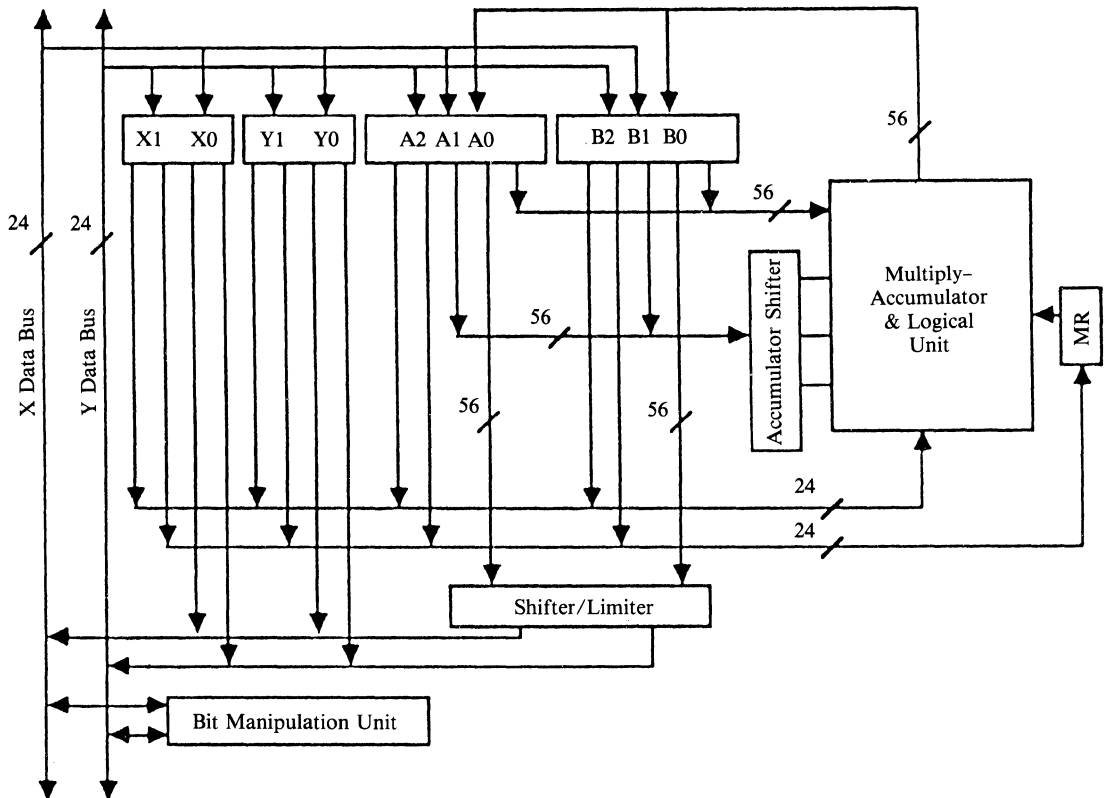 56
X1 X0
Y1 Y0
A2 A1 A0
B2 B1 B0
24
24
56
56
56
56
X Data Bus
Y Data Bus
Accumulator Shifter
Multiply-
Accumulator
& Logical
Unit
MR
24
24
Shifter/Limiter
Bit Manipulation Unit